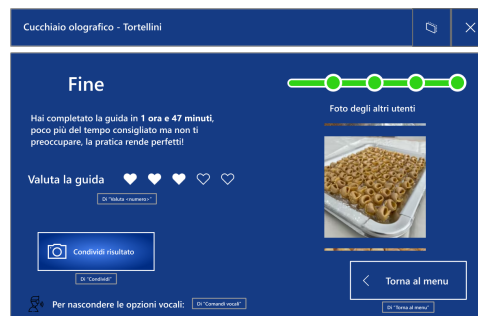 Cucchiaio olografico - Tortellini
Fine
Hai completato la guida in 1 ora e 47 minuti,
poco più del tempo consigliato ma non ti
preoccupare, la pratica rende perfetti!
Valuta la guida
Di "Valuta <numero>"
Condividi risultato
Di "Condividi"
Per nascondere le opzioni vocali:
Di "Comandi vocali"
Foto degli altri utenti
Torna al menu
Di "Torna al menu"